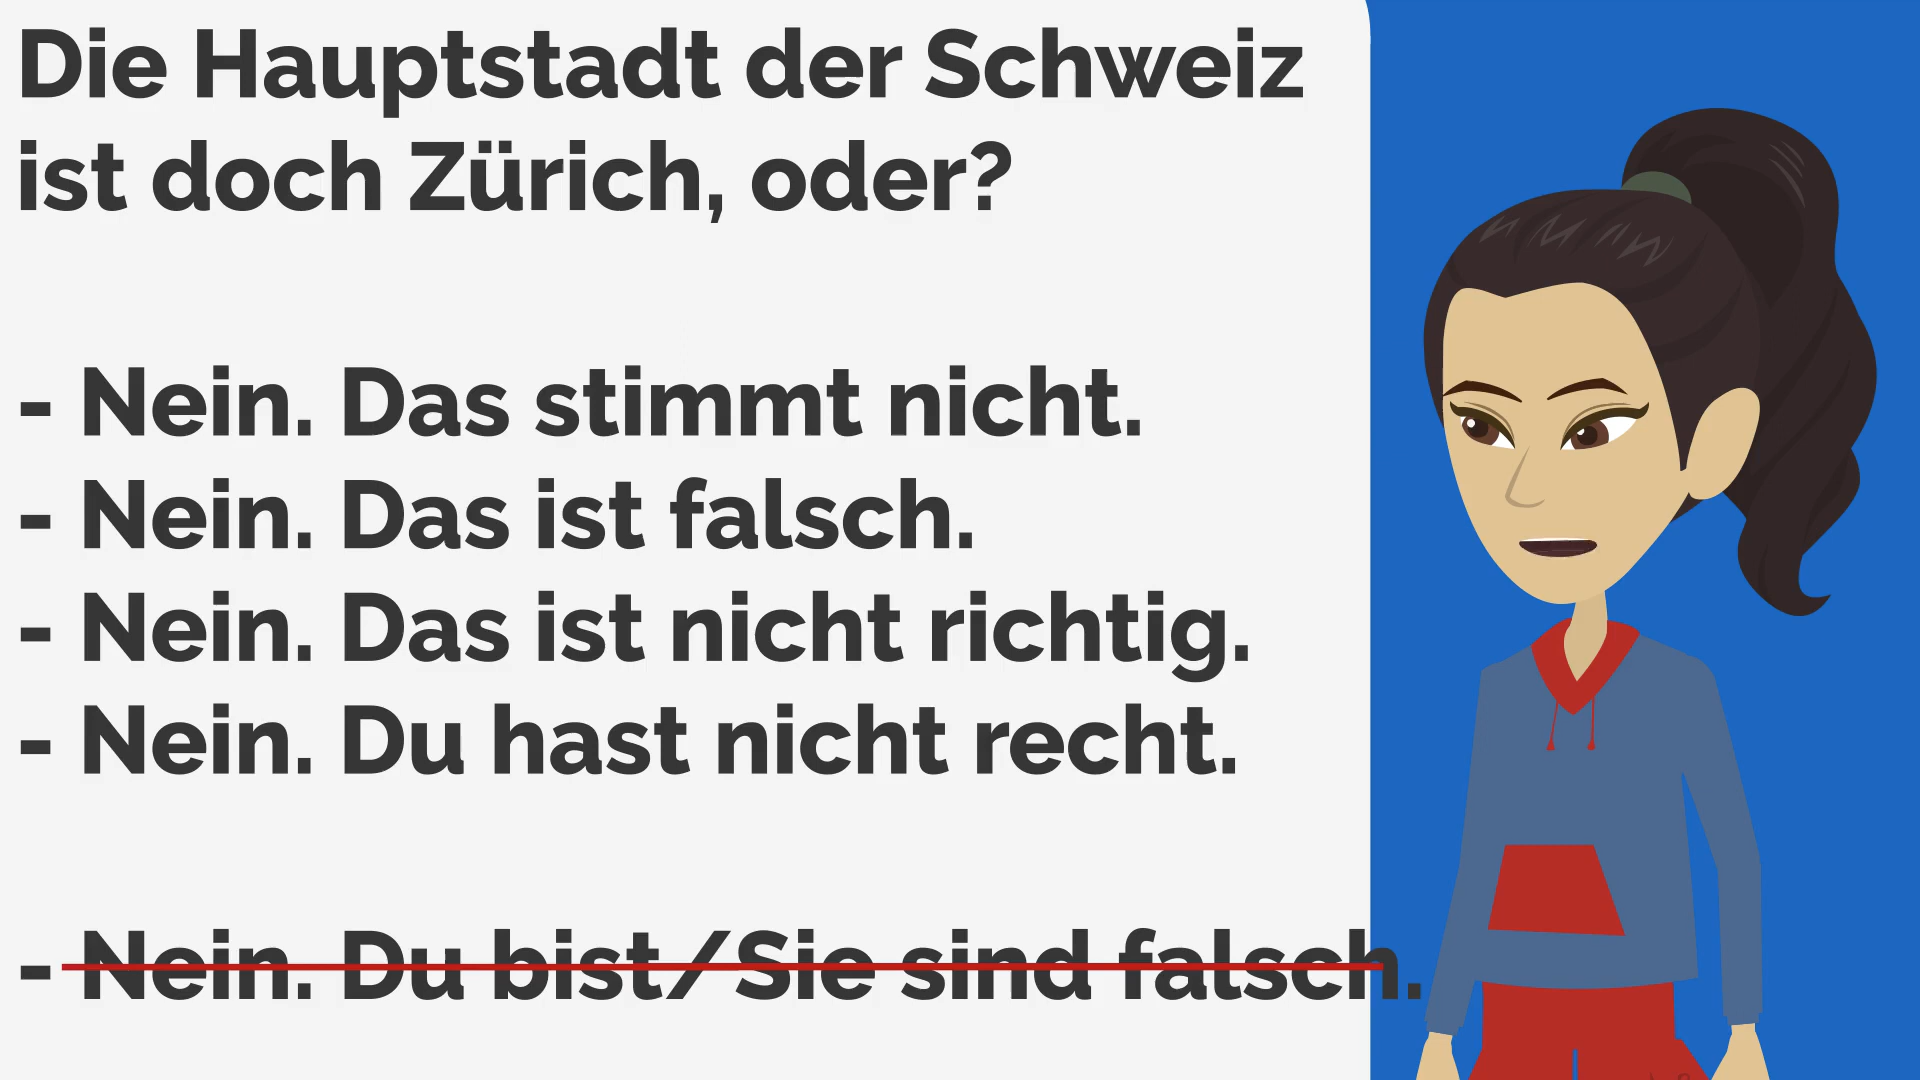 Die Hauptstadt der Schweiz
ist doch Zürich, oder?
- Nein. Das stimmt nicht.
- Nein. Das ist falsch.
- Nein. Das ist nicht richtig.
- Nein. Du hast nicht recht.
- Nein. Du bist/Sie sind falsch.